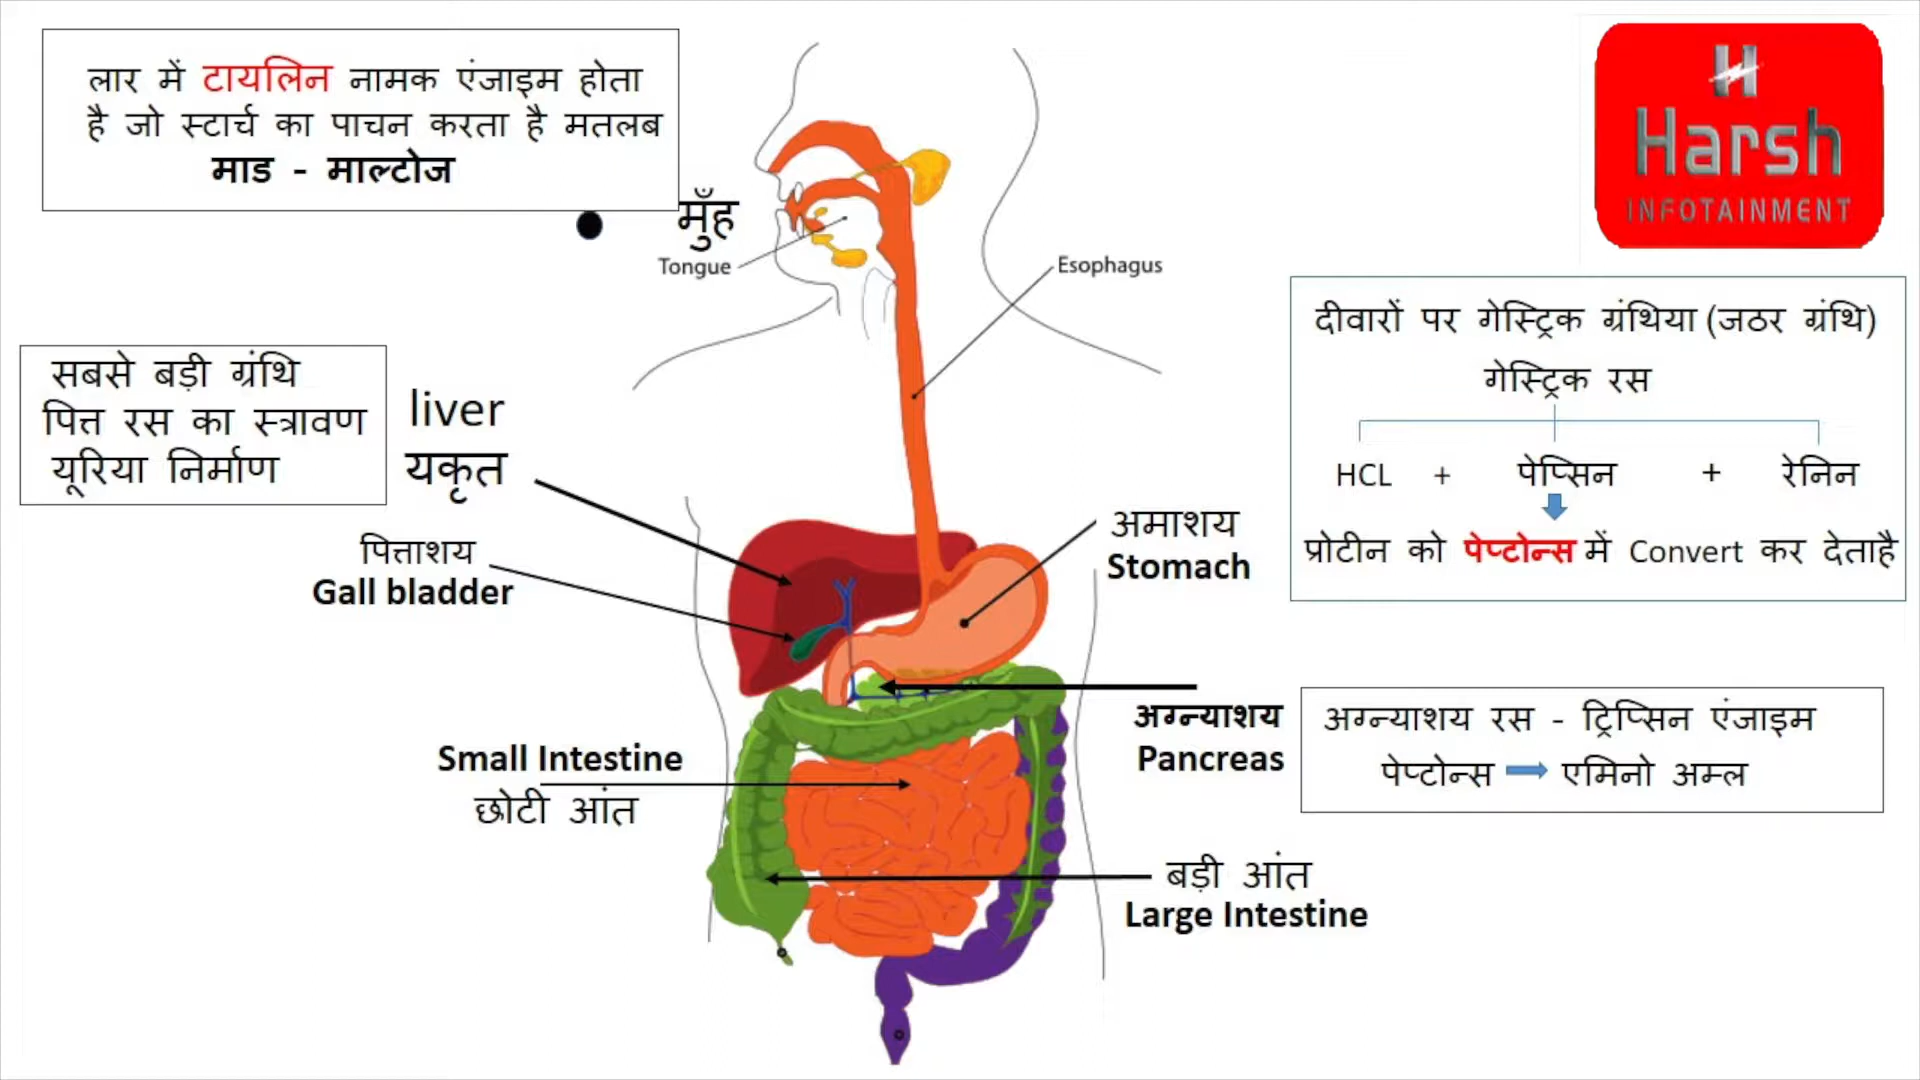 लार में टायलिन नामक एंजाइम होता
है जो स्टार्च का पाचन करता है मतलब
माड - माल्टोज
H
Harsh
INFOTAINMENT
मुँह
Tongue
Esophagus
दीवारों पर गेस्ट्रिक ग्रंथिया (जठर ग्रंथि)
गेस्ट्रिक रस
HCL + पेप्सिन + रेनिन
प्रोटीन को पेप्टोन्स में Convert कर देताहै
सबसे बड़ी ग्रंथि
पित्त रस का स्त्रावण
यूरिया निर्माण
liver
यकृत
पित्ताशय
Gall bladder
अमाशय
Stomach
अग्न्याशय
Pancreas
अग्न्याशय रस - ट्रिप्सिन एंजाइम
पेप्टोन्स एमिनो अम्ल
Small Intestine
छोटी आंत
बड़ी आंत
Large Intestine